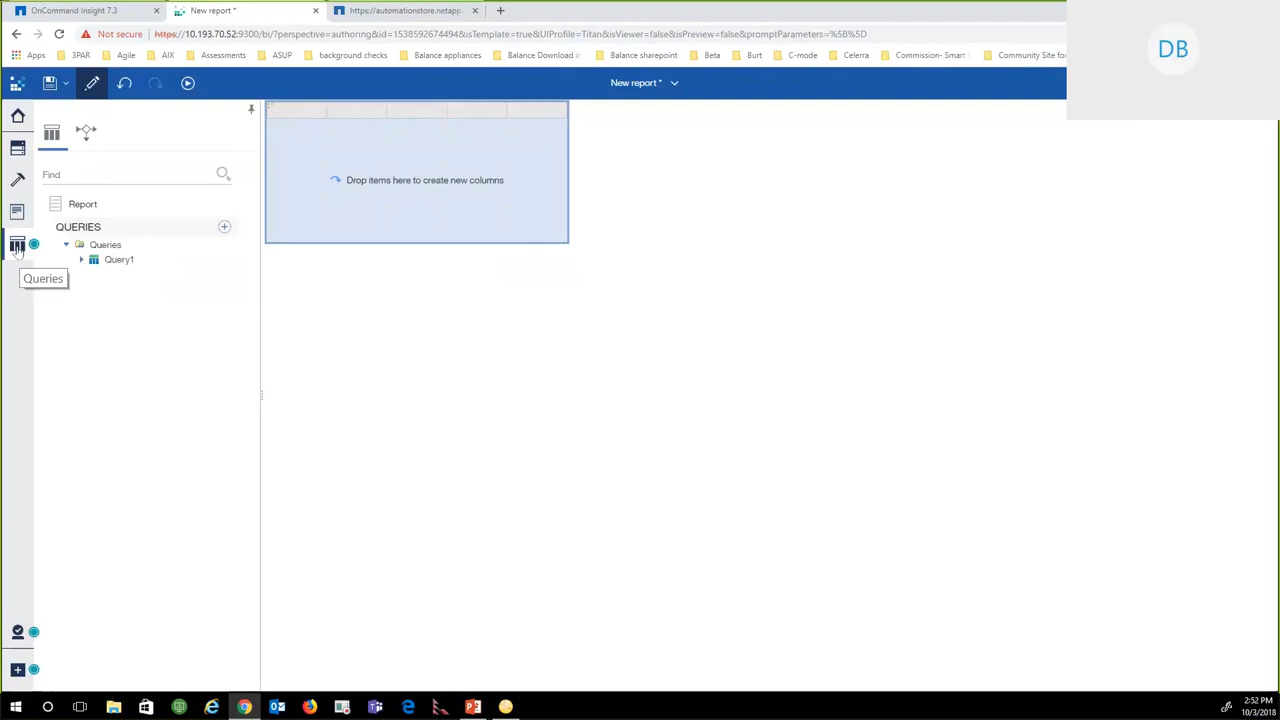 OnCommand Insight 7.3
New report *
https://automationstore.netapp
Not secure
https://10.193.70.52:9300/bi/?perspective=authoring&id=1538592674494&isTemplate=true&UIProfile=Titan&isViewer=false&isPreview=false&promptParameters=%5B%5D
Apps 3PAR Agile AIX Assessments ASUP background checks Balance appliances Balance Download in Balance sharepoint Beta Burt C-mode Celerra Commission- Smart Community Site for
DB
New report *
Find
Report
QUERIES
Queries
Query1
Queries
Drop items here to create new columns
2:52 PM
10/3/2018